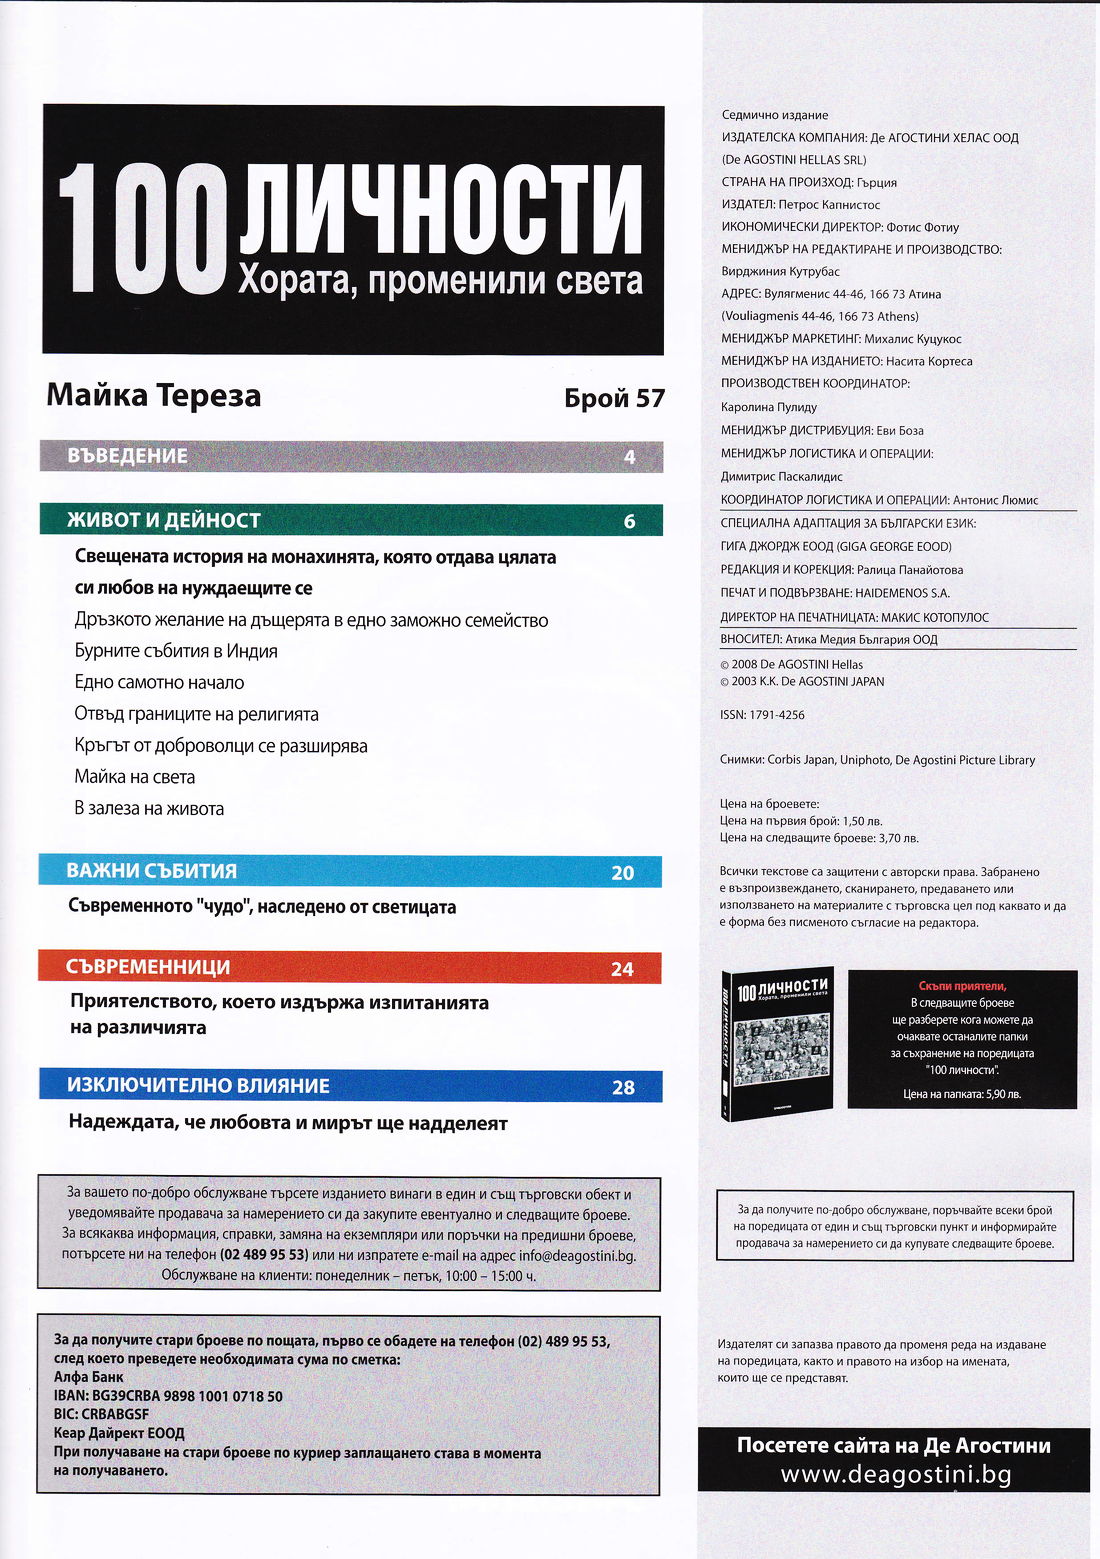 100 ЛИЧНОСТИ
Хората, променили света
Майка Тереза
Брой 57
ВЪВЕДЕНИЕ 4
ЖИВОТ И ДЕЙНОСТ 6
Свещената история на монахинята, която отдава цялата
си любов на нуждаещите се
Дръзкото желание на дъщерята в едно заможно семейство
Бурните събития в Индия
Едно самотно начало
Отвъд границите на религията
Кръгът от доброволци се разширява
Майка на света
В залеза на живота
ВАЖНИ СЪБИТИЯ 20
Съвременното "чудо", наследено от светицата
СЪВРЕМЕННИЦИ 24
Приятелството, което издържа изпитанията
на различията
ИЗКЛЮЧИТЕЛНО ВЛИЯНИЕ 28
Надеждата, че любовта и мирът ще надделеят
За вашето по-добро обслужване търсете изданието винаги в един и същ търговски обект и
уведомявайте продавача за намерението си да закупите евентуално и следващите броеве.
За всякаква информация, справки, замяна на екземпляри или поръчки на предишни броеве,
потърсете ни на телефон (02 489 95 53) или ни изпратете e-mail на адрес info@deagostini.bg.
Обслужване на клиенти: понеделник – петък, 10:00 – 15:00 ч.
За да получите стари броеве по пощата, първо се обадете на телефон (02) 489 95 53,
след което преведете необходимата сума по сметка:
Алфа Банк
IBAN: BG39CRBA 9898 1001 0718 50
BIC: CRBABGSF
Кеар Дайрект ЕООД
При получаване на стари броеве по куриер заплащането става в момента
на получаването.
Седмично издание
ИЗДАТЕЛСКА КОМПАНИЯ: Де АГОСТИНИ ХЕЛАС ООД
(De AGOSTINI HELLAS SRL)
СТРАНА НА ПРОИЗХОД: Гърция
ИЗДАТЕЛ: Петрос Капнистос
ИКОНОМИЧЕСКИ ДИРЕКТОР: Фотис Фотиу
МЕНИДЖЪР НА РЕДАКТИРАНЕ И ПРОИЗВОДСТВО:
Вирджиния Кутрубас
АДРЕС: Вулягменис 44-46, 166 73 Атина
(Vouliagmenis 44-46, 166 73 Athens)
МЕНИДЖЪР МАРКЕТИНГ: Михалис Куцукос
МЕНИДЖЪР НА ИЗДАНИЕТО: Насита Кортеса
ПРОИЗВОДСТВЕН КООРДИНАТОР:
Каролина Пулиду
МЕНИДЖЪР ДИСТРИБУЦИЯ: Еви Боза
МЕНИДЖЪР ЛОГИСТИКА И ОПЕРАЦИИ:
Димитрис Паскалидис
КООРДИНАТОР ЛОГИСТИКА И ОПЕРАЦИИ: Антонис Люмис
СПЕЦИАЛНА АДАПТАЦИЯ ЗА БЪЛГАРСКИ ЕЗИК:
ГИГА ДЖОРДЖ ЕООД (GIGA GEORGE EOOD)
РЕДАКЦИЯ И КОРЕКЦИЯ: Ралица Панайотова
ПЕЧАТ И ПОДВЪРЗВАНЕ: HAIDEMENOS S.A.
ДИРЕКТОР НА ПЕЧАТНИЦАТА: МАКИС КОТОПУЛОС
ВНОСИТЕЛ: Атика Медия България ООД
© 2008 De AGOSTINI Hellas
© 2003 K.K. De AGOSTINI JAPAN
ISSN: 1791-4256
Снимки: Corbis Japan, Uniphoto, De Agostini Picture Library
Цена на броевете:
Цена на първия брой: 1,50 лв.
Цена на следващите броеве: 3,70 лв.
Всички текстове са защитени с авторски права. Забранено
е възпроизвеждането, сканирането, предаването или
използването на материалите с търговска цел под каквато и да
е форма без писменото съгласие на редактора.
100 ЛИЧНОСТИ
Хората, променили света
100 ЛИЧНОСТИ
Скъпи приятели,
В следващите броеве
ще разберете кога можете да
очаквате останалите папки
за съхранение на поредицата
"100 личности".
Цена на папката: 5,90 лв.
За да получите по-добро обслужване, поръчвайте всеки брой
на поредицата от един и същ търговски пункт и информирайте
продавача за намерението си да купувате следващите броеве.
Издателят си запазва правото да променя реда на издаване
на поредицата, както и правото на избор на имената,
които ще се представят.
Посетете сайта на Де Агостини
www.deagostini.bg